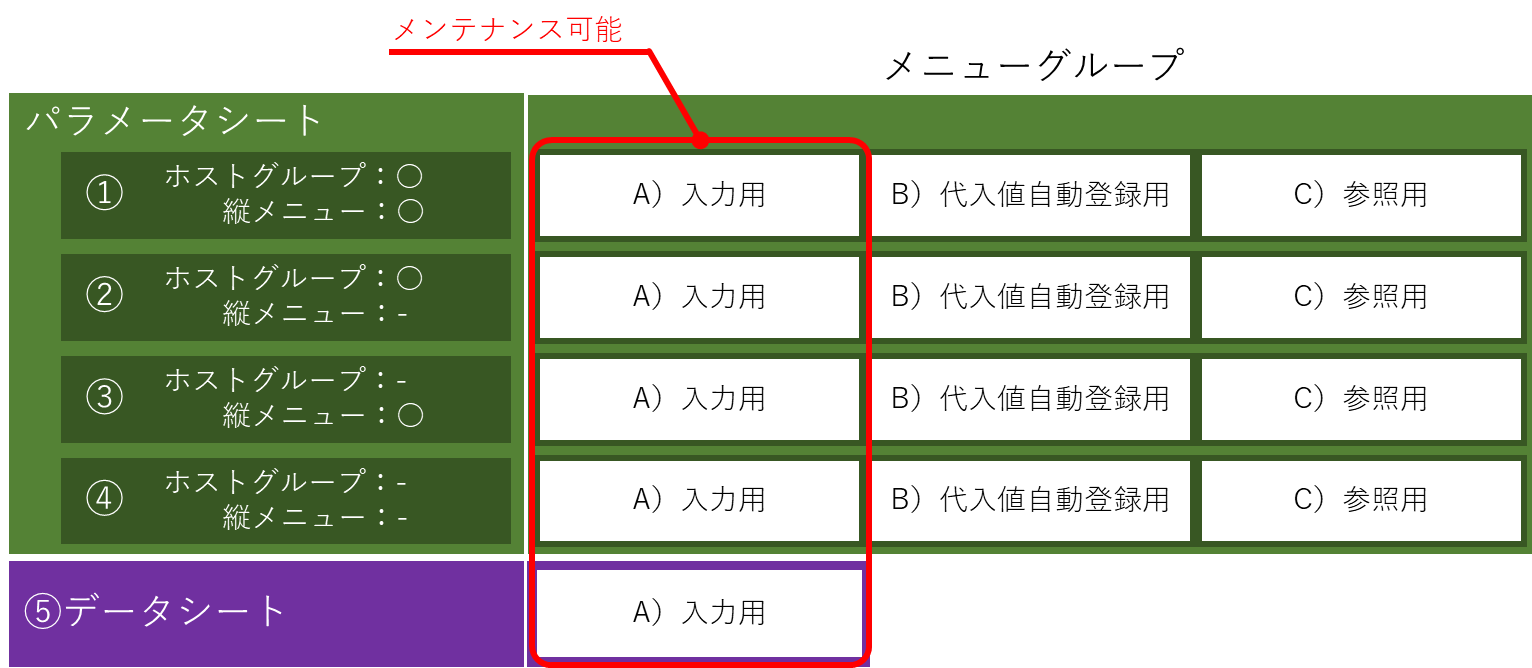 メンテナンス可能
メニューグループ
パラメータシート
① ホストグループ：〇
縦メニュー：〇
A）入力用 B）代入値自動登録用 C）参照用
② ホストグループ：〇
縦メニュー：-
A）入力用 B）代入値自動登録用 C）参照用
③ ホストグループ：-
縦メニュー：〇
A）入力用 B）代入値自動登録用 C）参照用
④ ホストグループ：-
縦メニュー：-
A）入力用 B）代入値自動登録用 C）参照用
⑤データシート
A）入力用